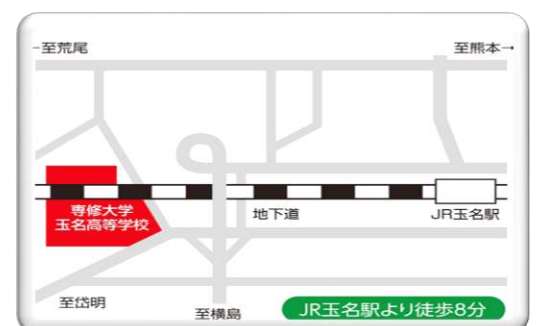 ←至荒尾
至熊本→
専修大学
玉名高等学校
地下道
JR玉名駅
至岱明
至横島
JR玉名駅より徒歩8分